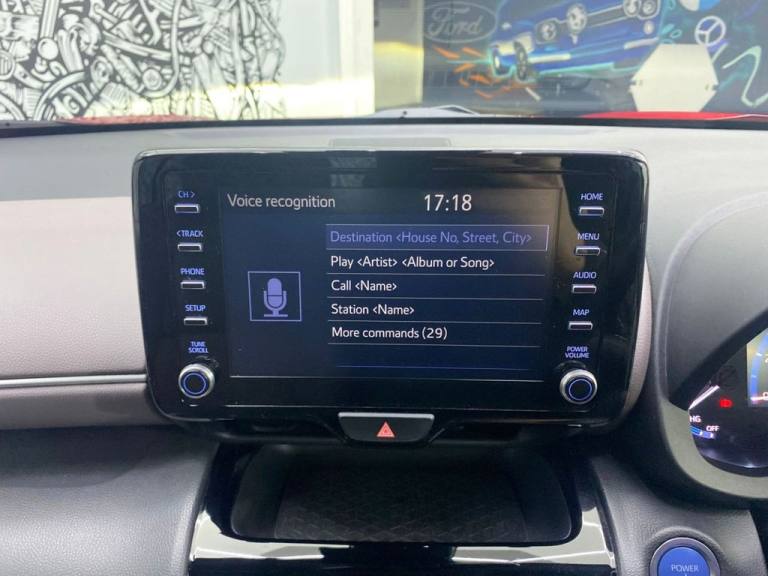 Ford
CH >
< TRACK
PHONE
SETUP
TUNE
SCROLL
Voice recognition 17:18
Destination <House No, Street, City>
Play <Artist> <Album or Song>
Call <Name>
Station <Name>
More commands (29)
HOME
MENU
AUDIO
MAP
POWER
VOLUME
OFF
POWER